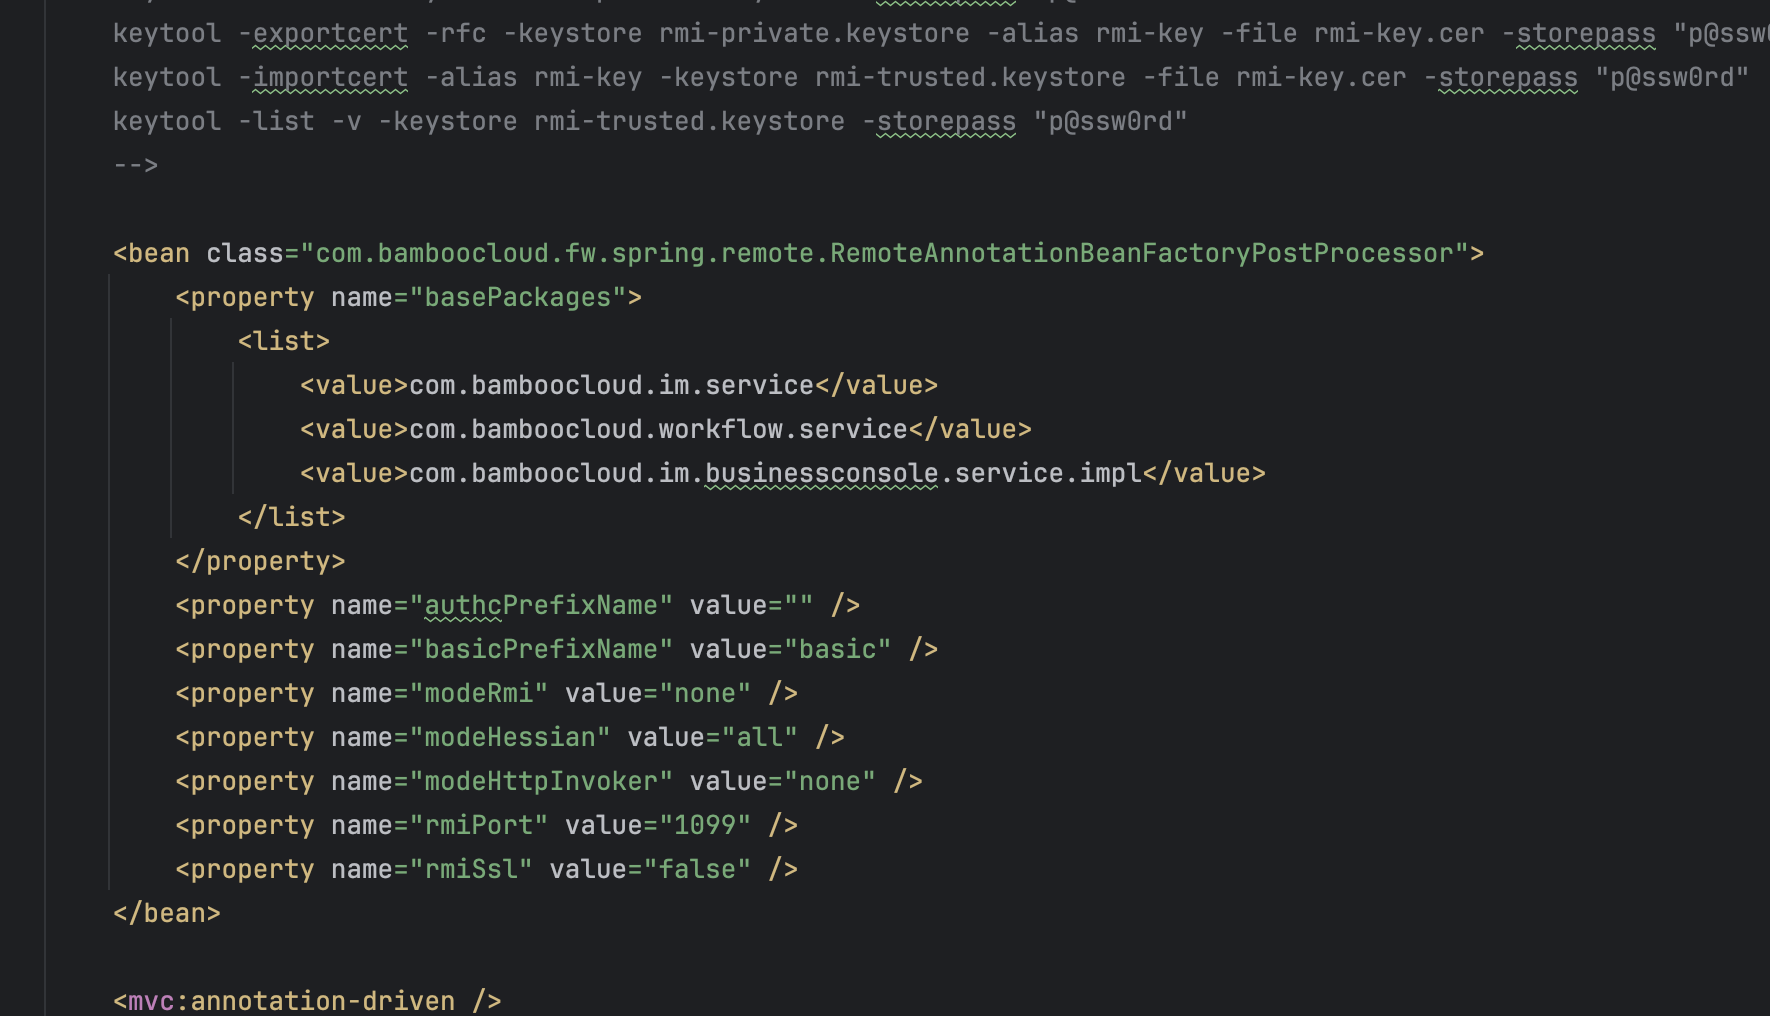 keytool -exportcert -rfc -keystore rmi-private.keystore -alias rmi-key -file rmi-key.cer -storepass "p@ssw
keytool -importcert -alias rmi-key -keystore rmi-trusted.keystore -file rmi-key.cer -storepass "p@ssw0rd"
keytool -list -v -keystore rmi-trusted.keystore -storepass "p@ssw0rd"
-->
<bean class="com.bamboocloud.fw.spring.remote.RemoteAnnotationBeanFactoryPostProcessor">
<property name="basePackages">
<list>
<value>com.bamboocloud.im.service</value>
<value>com.bamboocloud.workflow.service</value>
<value>com.bamboocloud.im.businessconsole.service.impl</value>
</list>
</property>
<property name="authcPrefixName" value="" />
<property name="basicPrefixName" value="basic" />
<property name="modeRmi" value="none" />
<property name="modeHessian" value="all" />
<property name="modeHttpInvoker" value="none" />
<property name="rmiPort" value="1099" />
<property name="rmiSsl" value="false" />
</bean>
<mvc:annotation-driven />